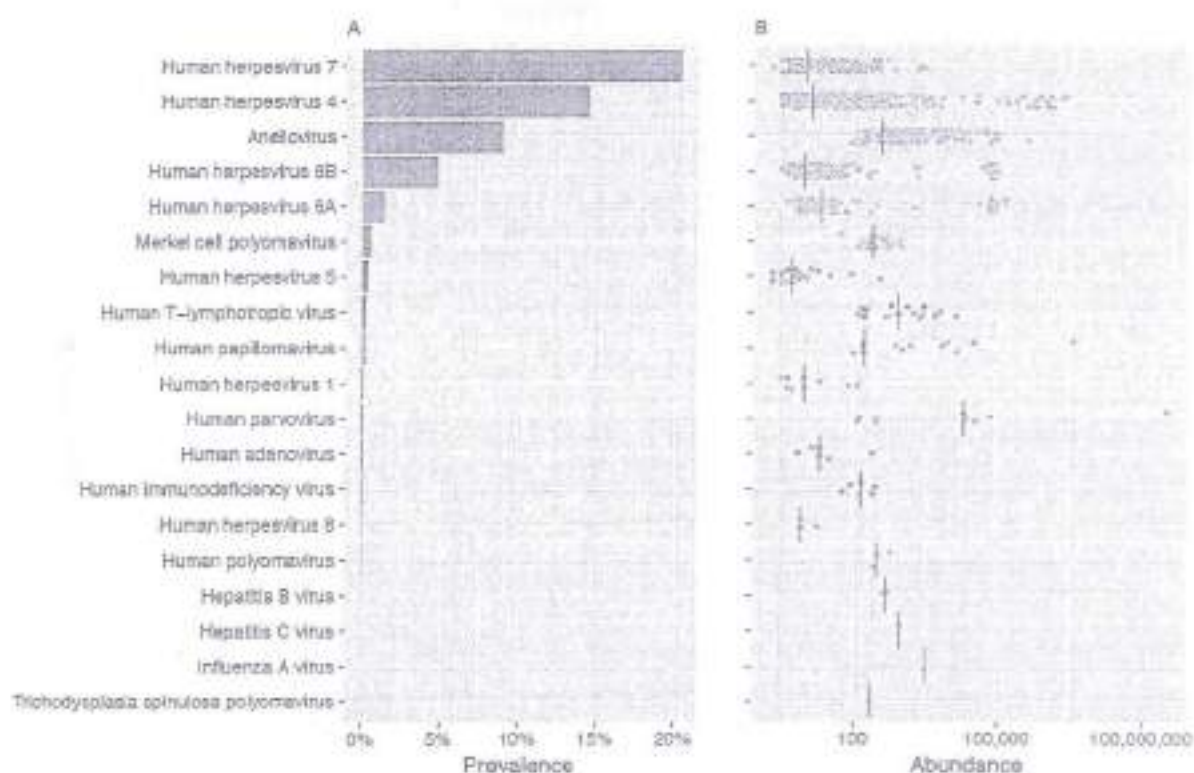 A
B
Human herpesvirus 7
Human herpesvirus 4
Anellovirus
Human herpesvirus 6B
Human herpesvirus 6A
Merkel cell polyomavirus
Human herpesvirus 5
Human T-lymphotropic virus
Human papillomavirus
Human herpesvirus 1
Human parvovirus
Human adenovirus
Human immunodeficiency virus
Human herpesvirus 8
Human polyomavirus
Hepatitis B virus
Hepatitis C virus
Influenza A virus
Trichodysplasia spinulosa polyomavirus
0% 5% 10% 15% 20%
100 100,000 100,000,000
Prevalence
Abundance